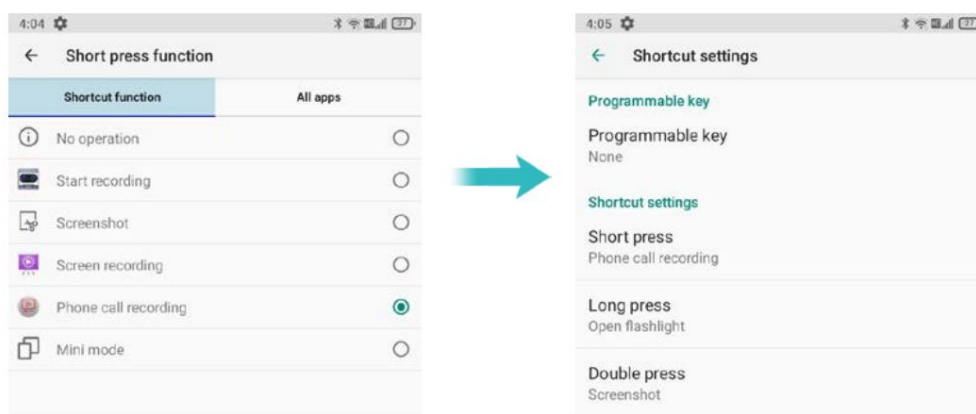 4:04
27
Short press function
Shortcut function
All apps
No operation
Start recording
Screenshot
Screen recording
Phone call recording
Mini mode
4:05
27
Shortcut settings
Programmable key
Programmable key
None
Shortcut settings
Short press
Phone call recording
Long press
Open flashlight
Double press
Screenshot